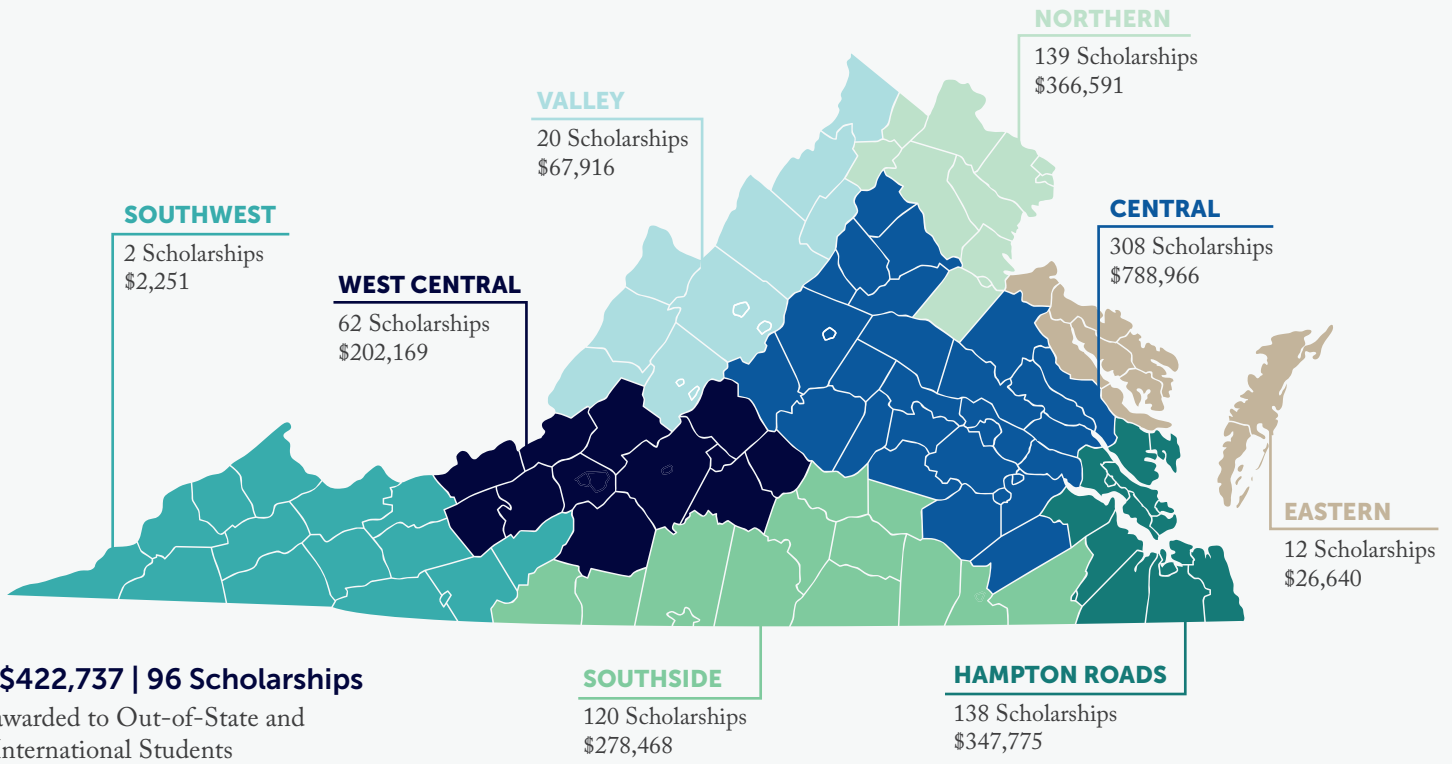 NORTHERN
139 Scholarships
$366,591
VALLEY
20 Scholarships
$67,916
SOUTHWEST
2 Scholarships
$2,251
CENTRAL
308 Scholarships
$788,966
WEST CENTRAL
62 Scholarships
$202,169
EASTERN
12 Scholarships
$26,640
SOUTHSIDE
120 Scholarships
$278,468
HAMPTON ROADS
138 Scholarships
$347,775
$422,737 | 96 Scholarships
awarded to Out-of-State and
International Students